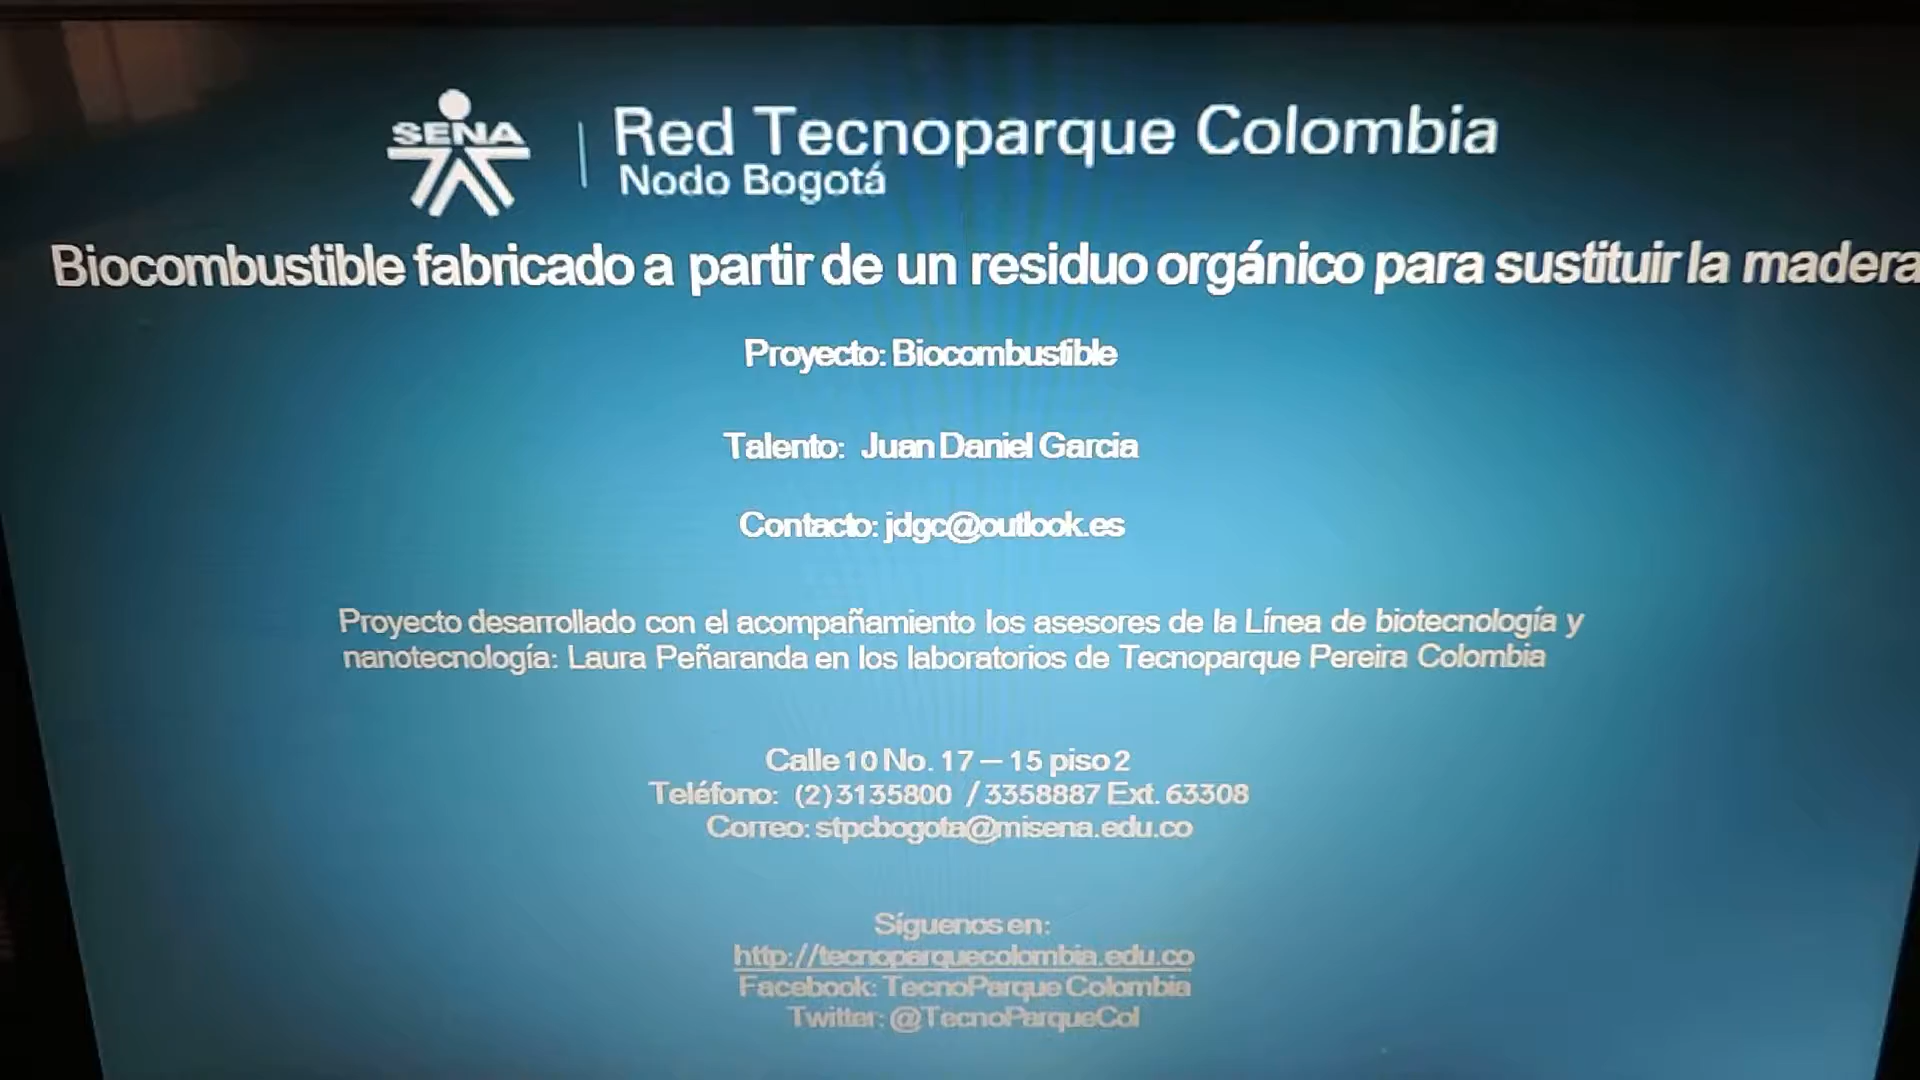 SENA
Red Tecnoparque Colombia
Nodo Bogotá
Biocombustible fabricado a partir de un residuo orgánico para sustituir la madera
Proyecto: Biocombustible
Talento: Juan Daniel Garcia
Contacto: jdgc@outlook.es
Proyecto desarrollado con el acompañamiento los asesores de la Línea de biotecnología y
nanotecnología: Laura Peñaranda en los laboratorios de Tecnoparque Pereira Colombia
Calle 10 No. 17 – 15 piso 2
Teléfono: (2) 3135800 / 3358887 Ext. 63308
Correo: stpcbogota@misena.edu.co
Síguenos en:
http://tecnoparquecolombia.edu.co
Facebook: TecnoParque Colombia
Twitter: @TecnoParqueCol